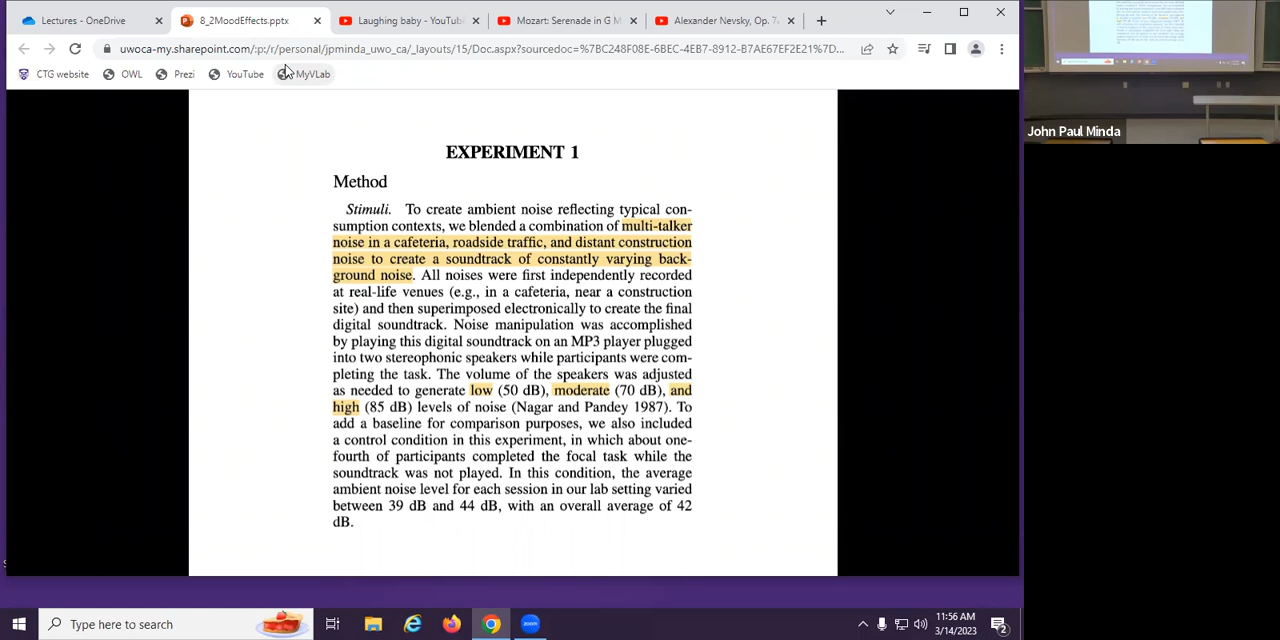 Lectures - OneDrive
8_2MoodEffects.pptx
Laughing baby - YouTube
Mozart: Serenade in G M
Alexander Nevsky, Op. 7
uwoca-my.sharepoint.com/:p:/r/personal/jpminda_uwo_ca/
CTG website
OWL
Prezi
YouTube
MyVLab
John Paul Minda
EXPERIMENT 1
Method
Stimuli. To create ambient noise reflecting typical con-
sumption contexts, we blended a combination of multi-talker
noise in a cafeteria, roadside traffic, and distant construction
noise to create a soundtrack of constantly varying back-
ground noise. All noises were first independently recorded
at real-life venues (e.g., in a cafeteria, near a construction
site) and then superimposed electronically to create the final
digital soundtrack. Noise manipulation was accomplished
by playing this digital soundtrack on an MP3 player plugged
into two stereophonic speakers while participants were com-
pleting the task. The volume of the speakers was adjusted
as needed to generate low (50 dB), moderate (70 dB), and
high (85 dB) levels of noise (Nagar and Pandey 1987). To
add a baseline for comparison purposes, we also included
a control condition in this experiment, in which about one-
fourth of participants completed the focal task while the
soundtrack was not played. In this condition, the average
ambient noise level for each session in our lab setting varied
between 39 dB and 44 dB, with an overall average of 42
dB.
Type here to search
zoom
11:56 AM
3/14/2023
2